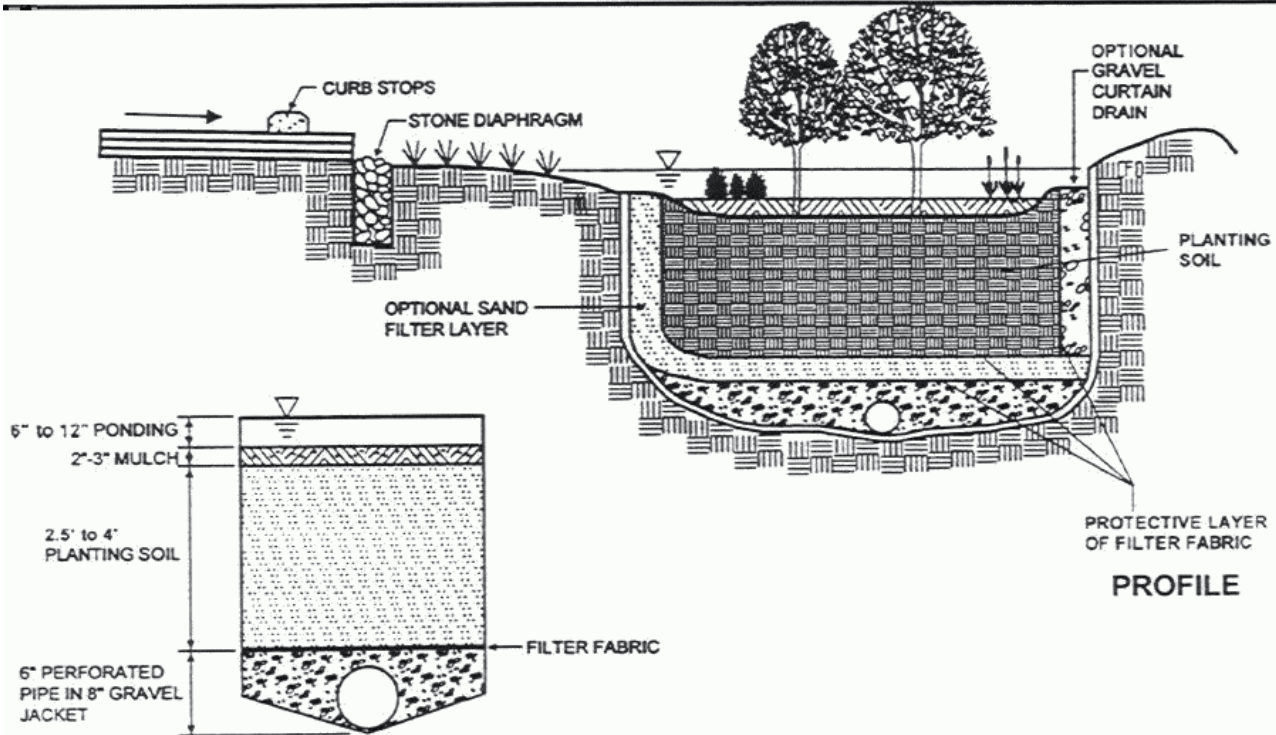 CURB STOPS
STONE DIAPHRAGM
OPTIONAL
GRAVEL
CURTAIN
DRAIN
PLANTING
SOIL
OPTIONAL SAND
FILTER LAYER
6" to 12" PONDING
2"-3" MULCH
2.5' to 4'
PLANTING SOIL
FILTER FABRIC
6" PERFORATED
PIPE IN 8" GRAVEL
JACKET
PROTECTIVE LAYER
OF FILTER FABRIC
PROFILE